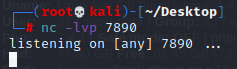 ┌──(root💀kali)-[~/Desktop]
└─# nc -lvp 7890
listening on [any] 7890 ...